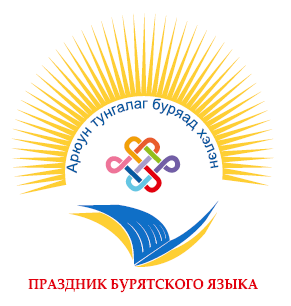 Арюун тунгалаг буряад хэлэн
ПРАЗДНИК БУРЯТСКОГО ЯЗЫКА